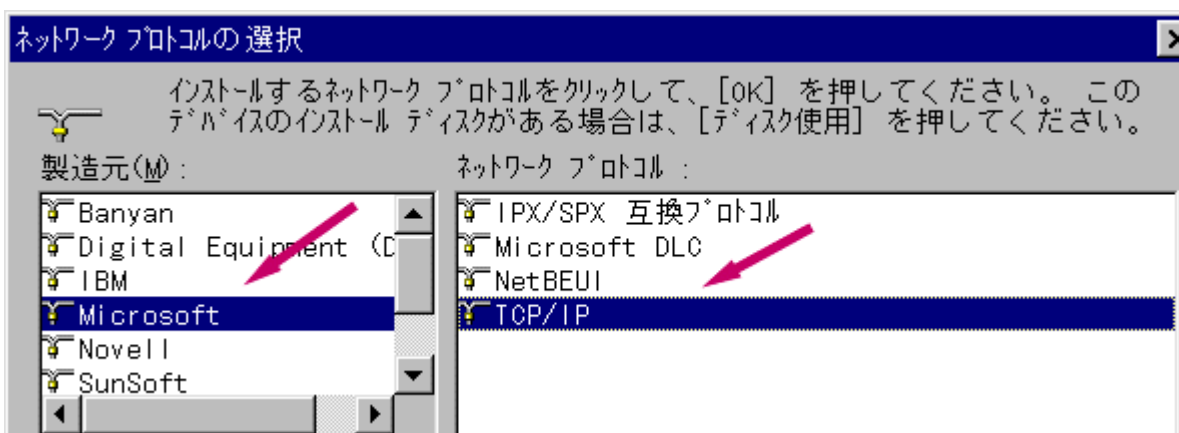 ネットワーク プロトコルの選択
インストールするネットワーク プロトコルをクリックして、[OK] を押してください。 この
デバイスのインストール ディスクがある場合は、[ディスク使用] を押してください。
製造元(M):
ネットワーク プロトコル :
Banyan
Digital Equipment (D
IBM
Microsoft
Novell
SunSoft
IPX/SPX 互換プロトコル
Microsoft DLC
NetBEUI
TCP/IP